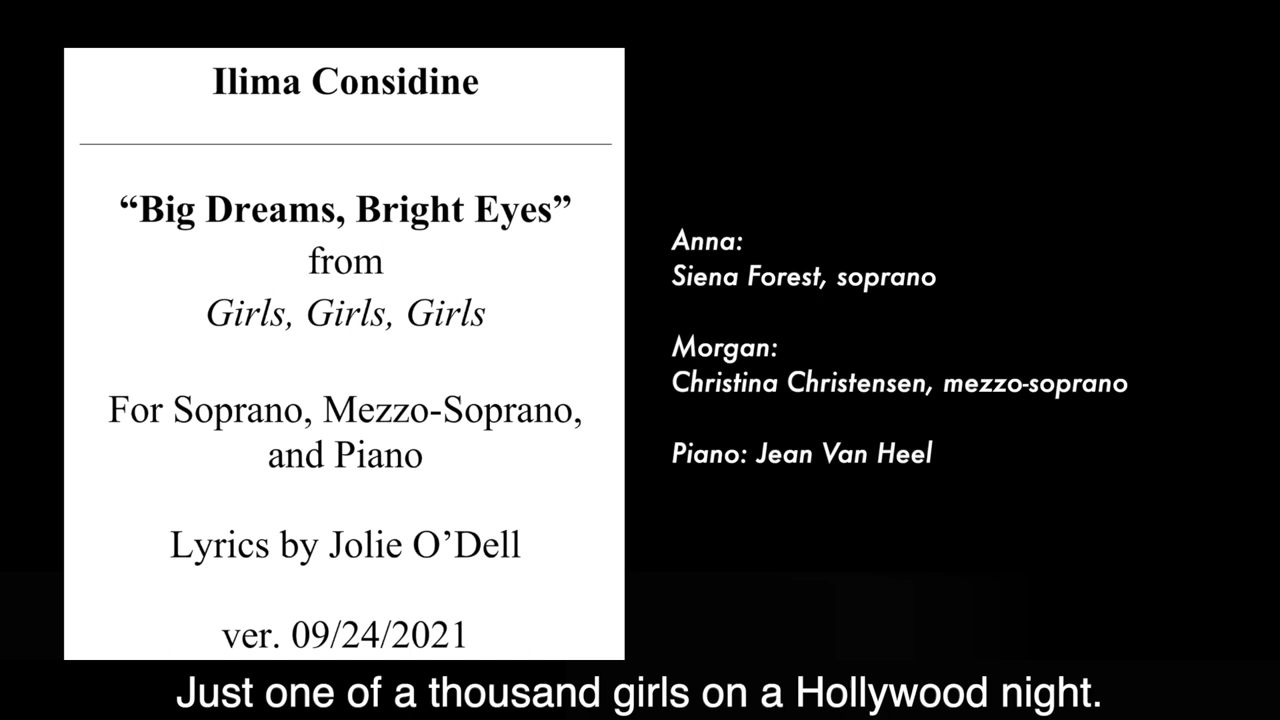 Ilima Considine
“Big Dreams, Bright Eyes”
from
Girls, Girls, Girls
For Soprano, Mezzo-Soprano,
and Piano
Lyrics by Jolie O’Dell
ver. 09/24/2021
Anna:
Siena Forest, soprano
Morgan:
Christina Christensen, mezzo-soprano
Piano: Jean Van Heel
Just one of a thousand girls on a Hollywood night.